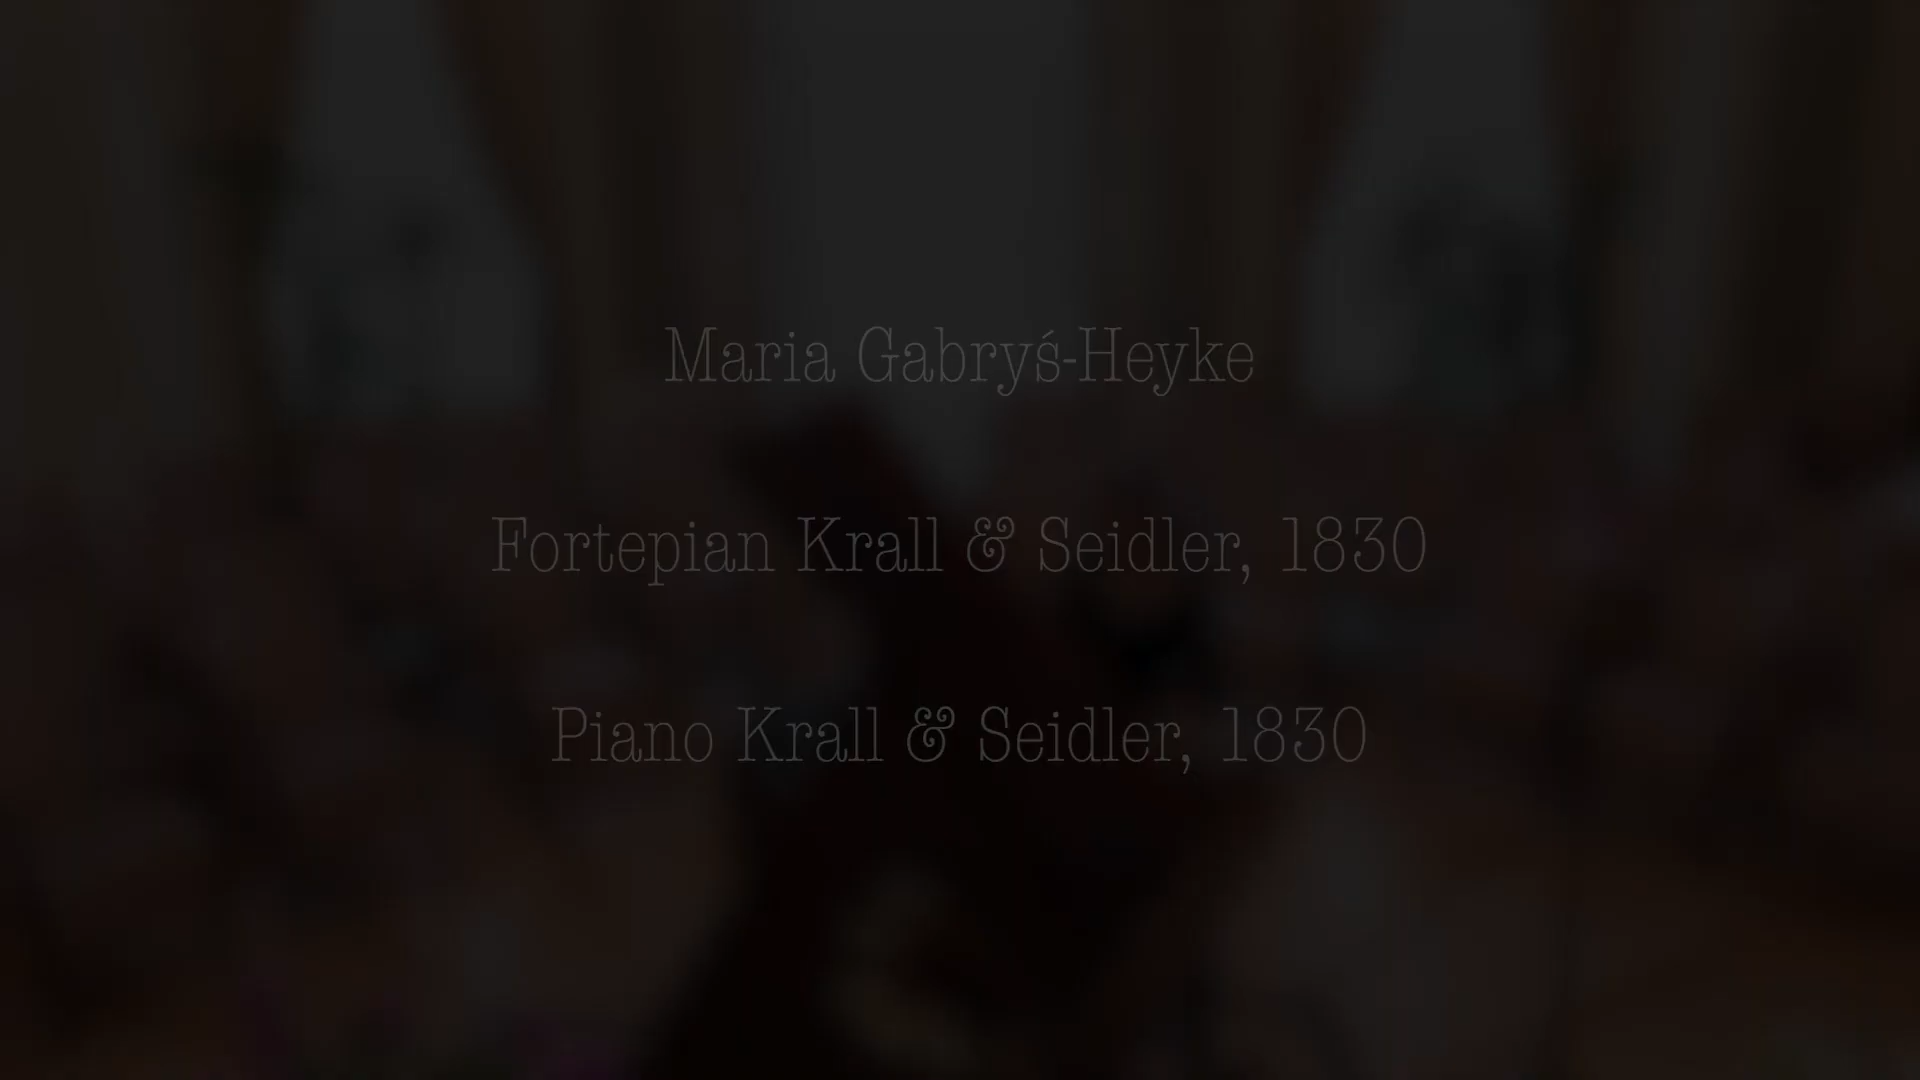 Maria Gabryś-Heyke
Fortepian Krall & Seidler, 1830
Piano Krall & Seidler, 1830